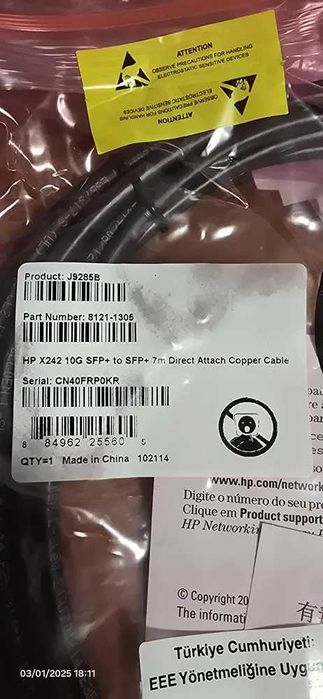 ATTENTION
OBSERVE PRECAUTIONS FOR HANDLING
ELECTROSTATIC SENSITIVE DEVICES
OBSERVE PRECAUTIONS
FOR HANDLING
ELECTROSTATIC
SENSITIVE DEVICES
ATTENTION
Product: J9285B
Part Number: 8121-1305
HP X242 10G SFP+ to SFP+ 7m Direct Attach Copper Cable
Serial: CN40FRP0KR
8 84962 25560 5
QTY=1 Made in China 102114
www.hp.com/network
Digite o número do seu pro
Clique em Product support
HP Networkin
© Copyright 20
The informati
有
Türkiye Cumhuriyeti:
EEE Yönetmeliğine Uygu
03/01/2025 18:11